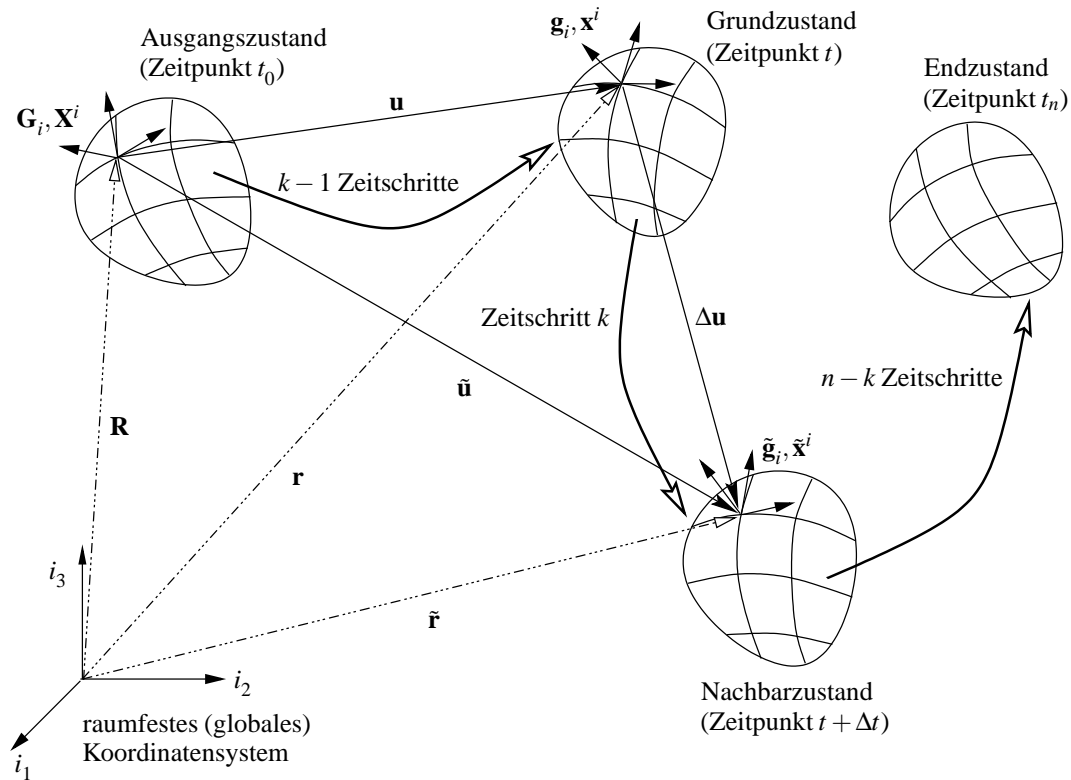 Ausgangszustand
(Zeitpunkt t₀)
Grundzustand
(Zeitpunkt t)
Endzustand
(Zeitpunkt tₙ)
𝐠ᵢ, 𝐱ⁱ
𝐆ᵢ, 𝐗ⁱ
𝐮
k − 1 Zeitschritte
Zeitschritt k
Δ𝐮
n − k Zeitschritte
𝐮̃
𝐑
𝐫
𝐠̃ᵢ, 𝐱̃ⁱ
𝐫̃
i₃
i₂
i₁
raumfestes (globales)
Koordinatensystem
Nachbarzustand
(Zeitpunkt t + Δt)